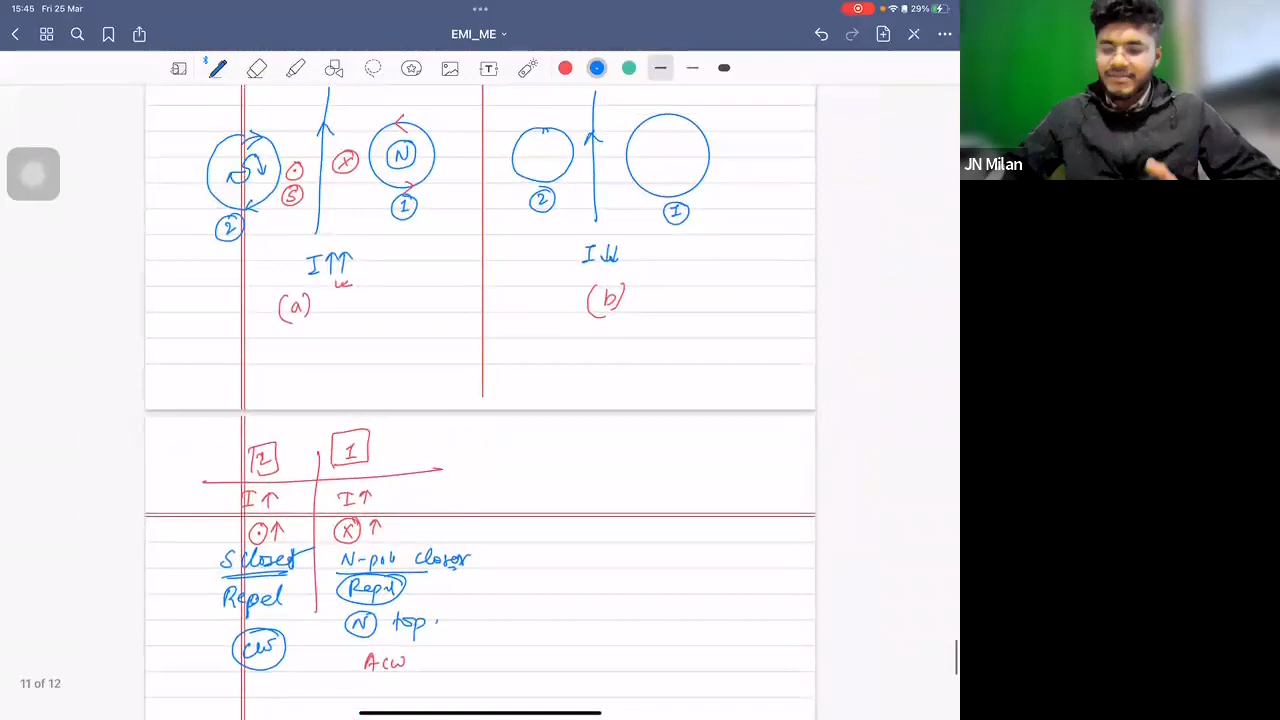 15:45 Fri 25 Mar
29%
EMI_ME
JN Milan
N
S
X
2
1
2
1
I↑↑
I↓↓
(a)
(b)
2 1
I↑ I↑
⊙↑ ⓧ↑
S closer N-pole closer
Repel Repel
N top.
CW ACW
11 of 12